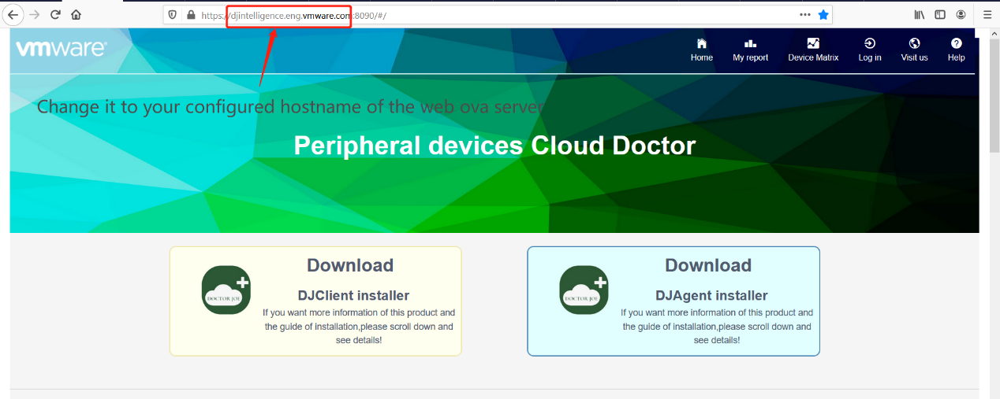 https://djintelligence.eng.vmware.com:8090/#/
vmware®
Home
My report
Device Matrix
Log in
Visit us
Help
Change it to your configured hostname of the web ova server
Peripheral devices Cloud Doctor
Download
DOCTOR JOE
DJClient installer
If you want more information of this product and
the guide of installation,please scroll down and
see details!
Download
DOCTOR JOE
DJAgent installer
If you want more information of this product and
the guide of installation,please scroll down and
see details!